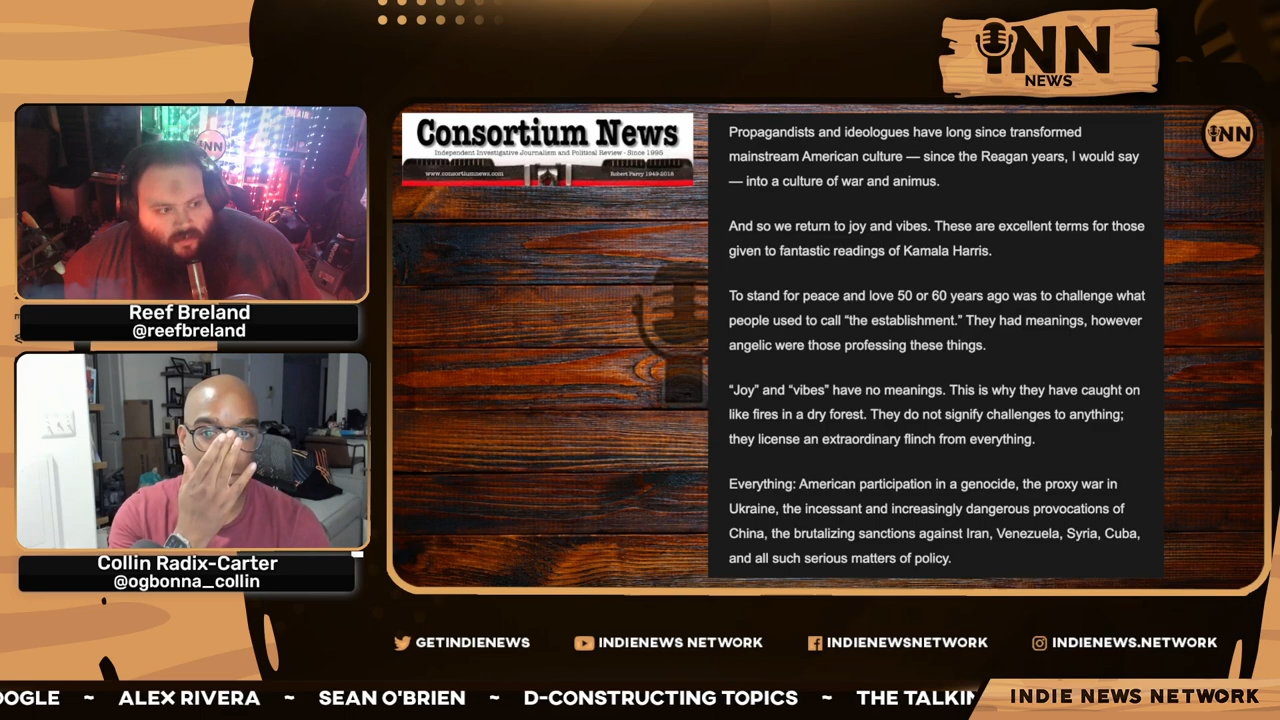 INN
NEWS
INN
Reef Breland
@reefbreland
Collin Radix-Carter
@ogbonna_collin
Consortium News
Independent Investigative Journalism and Political Review - Since 1995
www.consortiumnews.com
Robert Parry 1949-2018
Propagandists and ideologues have long since transformed
mainstream American culture — since the Reagan years, I would say
— into a culture of war and animus.
And so we return to joy and vibes. These are excellent terms for those
given to fantastic readings of Kamala Harris.
To stand for peace and love 50 or 60 years ago was to challenge what
people used to call “the establishment.” They had meanings, however
angelic were those professing these things.
“Joy” and “vibes” have no meanings. This is why they have caught on
like fires in a dry forest. They do not signify challenges to anything;
they license an extraordinary flinch from everything.
Everything: American participation in a genocide, the proxy war in
Ukraine, the incessant and increasingly dangerous provocations of
China, the brutalizing sanctions against Iran, Venezuela, Syria, Cuba,
and all such serious matters of policy.
INN
GETINDIENEWS
INDIENEWS NETWORK
INDIENEWSNETWORK
INDIENEWS.NETWORK
OOGLE ~ ALEX RIVERA ~ SEAN O'BRIEN ~ D-CONSTRUCTING TOPICS ~ THE TALKIN
INDIE NEWS NETWORK